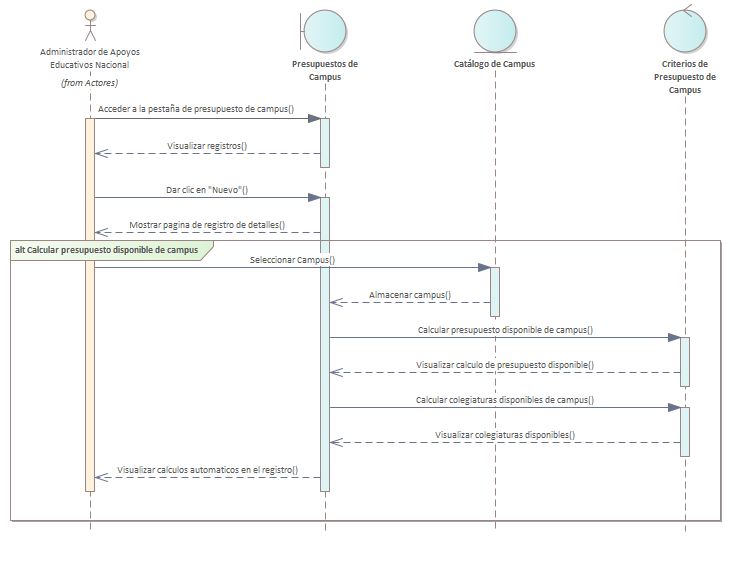 Administrador de Apoyos
Educativos Nacional
(from Actores)
Presupuestos de
Campus
Catálogo de Campus
Criterios de
Presupuesto de
Campus
Acceder a la pestaña de presupuesto de campus()
Visualizar registros()
Dar clic en "Nuevo"()
Mostrar pagina de registro de detalles()
alt Calcular presupuesto disponible de campus
Seleccionar Campus()
Almacenar campus()
Calcular presupuesto disponible de campus()
Visualizar calculo de presupuesto disponible()
Calcular colegiaturas disponibles de campus()
Visualizar colegiaturas disponibles()
Visualizar calculos automaticos en el registro()